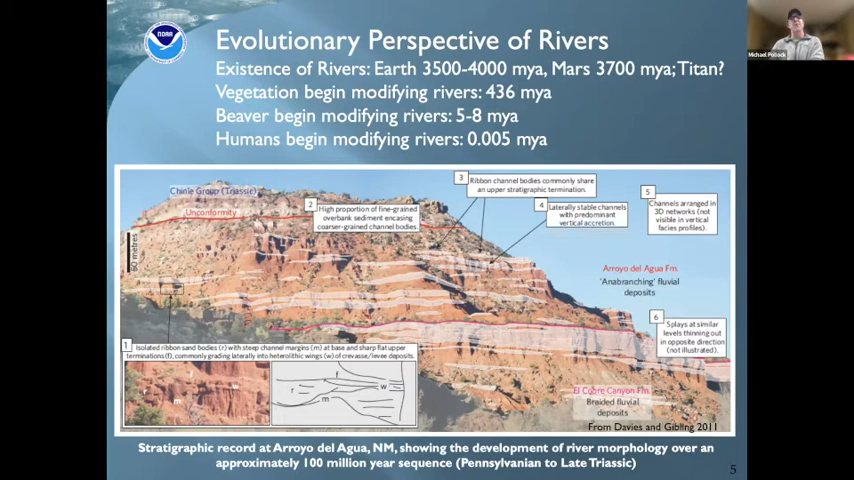 NOAA
Evolutionary Perspective of Rivers
Existence of Rivers: Earth 3500-4000 mya, Mars 3700 mya; Titan?
Vegetation begin modifying rivers: 436 mya
Beaver begin modifying rivers: 5-8 mya
Humans begin modifying rivers: 0.005 mya
Michael Pollock
Chinle Group (Triassic)
Unconformity
60 metres
2
High proportion of fine-grained
overbank sediment encasing
coarser-grained channel bodies.
3
Ribbon channel bodies commonly share
an upper stratigraphic termination.
4
Laterally stable channels
with predominant
vertical accretion.
5
Channels arranged in
3D networks (not
visible in vertical
facies profiles).
Arroyo del Agua Fm.
'Anabranching' fluvial
deposits
6
Splays at similar
levels thinning out
in opposite direction
(not illustrated).
1
Isolated ribbon sand bodies (r) with steep channel margins (m) at base and sharp flat upper
terminations (f), commonly grading laterally into heterolithic wings (w) of crevasse/levee deposits.
m
r
f
m
w
El Cobre Canyon Fm.
Braided fluvial
deposits
From Davies and Gibling 2011
Stratigraphic record at Arroyo del Agua, NM, showing the development of river morphology over an
approximately 100 million year sequence (Pennsylvanian to Late Triassic)
5